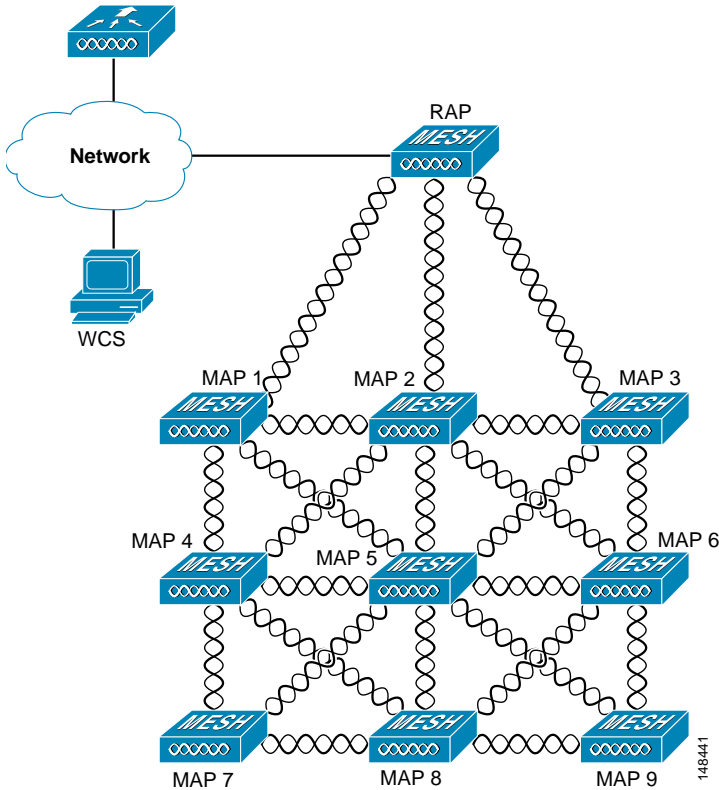 RAP
MESH
Network
WCS
MAP 1
MAP 2
MAP 3
MESH
MESH
MESH
MAP 4
MAP 5
MAP 6
MESH
MESH
MESH
MESH
MESH
MESH
MAP 7
MAP 8
MAP 9
148441